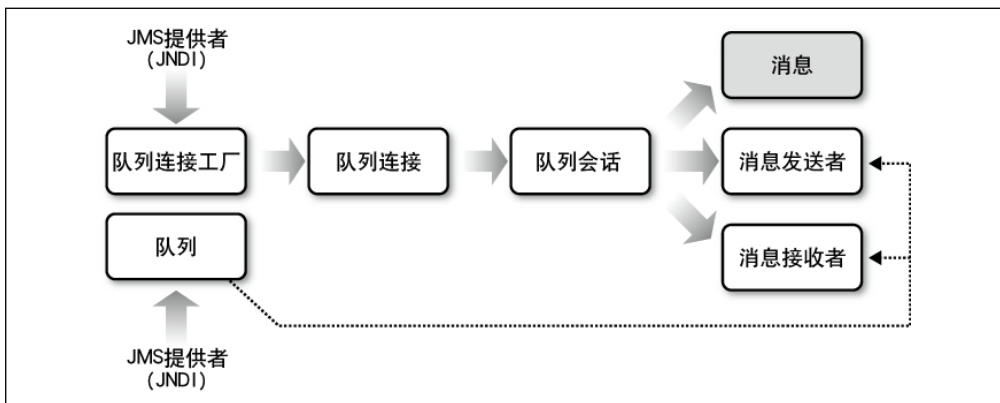 JMS提供者
(JNDI)
消息
队列连接工厂
队列连接
队列会话
消息发送者
队列
消息接收者
JMS提供者
(JNDI)